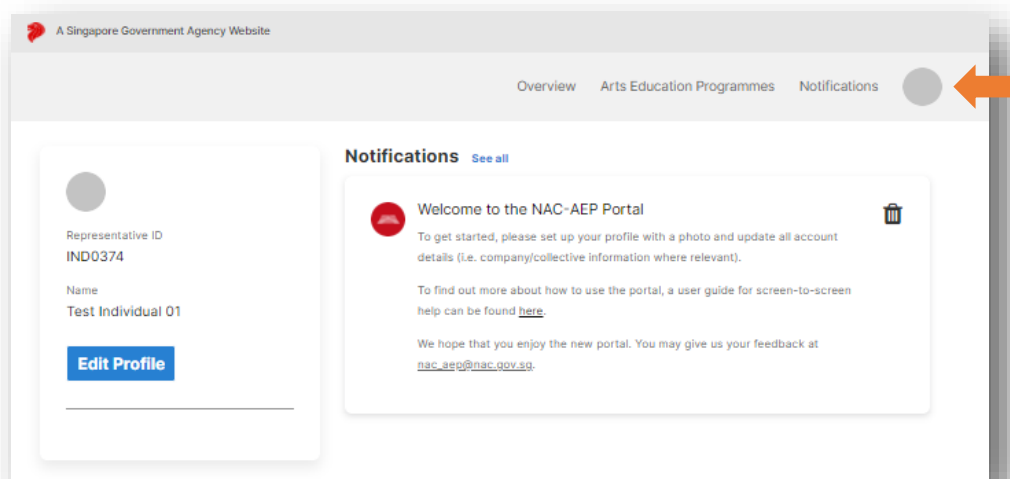 A Singapore Government Agency Website
Overview Arts Education Programmes Notifications
Representative ID
IND0374
Name
Test Individual 01
Edit Profile
Notifications See all
Welcome to the NAC-AEP Portal
To get started, please set up your profile with a photo and update all account
details (i.e. company/collective information where relevant).
To find out more about how to use the portal, a user guide for screen-to-screen
help can be found here.
We hope that you enjoy the new portal. You may give us your feedback at
nac_aep@nac.gov.sg.